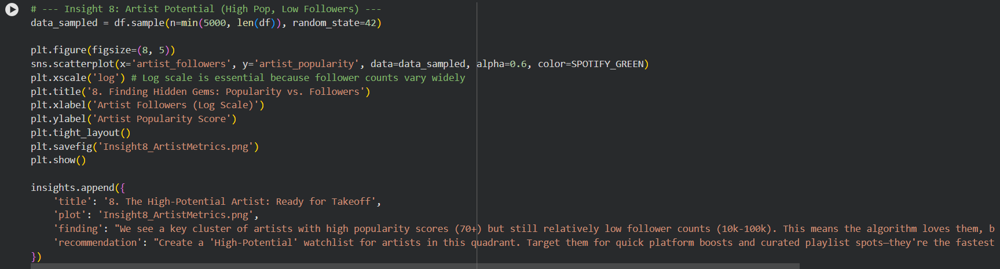 # --- Insight 8: Artist Potential (High Pop, Low Followers) ---
data_sampled = df.sample(n=min(5000, len(df)), random_state=42)
plt.figure(figsize=(8, 5))
sns.scatterplot(x='artist_followers', y='artist_popularity', data=data_sampled, alpha=0.6, color=SPOTIFY_GREEN)
plt.xscale('log') # Log scale is essential because follower counts vary widely
plt.title('8. Finding Hidden Gems: Popularity vs. Followers')
plt.xlabel('Artist Followers (Log Scale)')
plt.ylabel('Artist Popularity Score')
plt.tight_layout()
plt.savefig('Insight8_ArtistMetrics.png')
plt.show()
insights.append({
    'title': '8. The High-Potential Artist: Ready for Takeoff',
    'plot': 'Insight8_ArtistMetrics.png',
    'finding': "We see a key cluster of artists with high popularity scores (70+) but still relatively low follower counts (10k-100k). This means the algorithm loves them, b
    'recommendation': "Create a 'High-Potential' watchlist for artists in this quadrant. Target them for quick platform boosts and curated playlist spots—they're the fastest
})